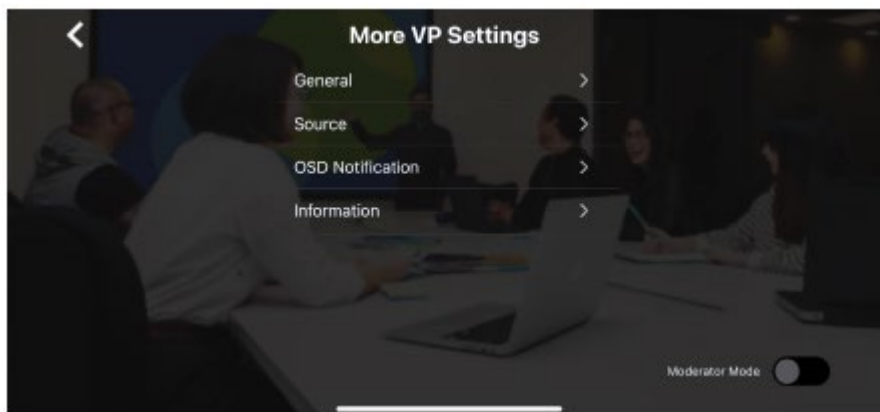 More VP Settings
General
Source
OSD Notification
Information
Moderator Mode